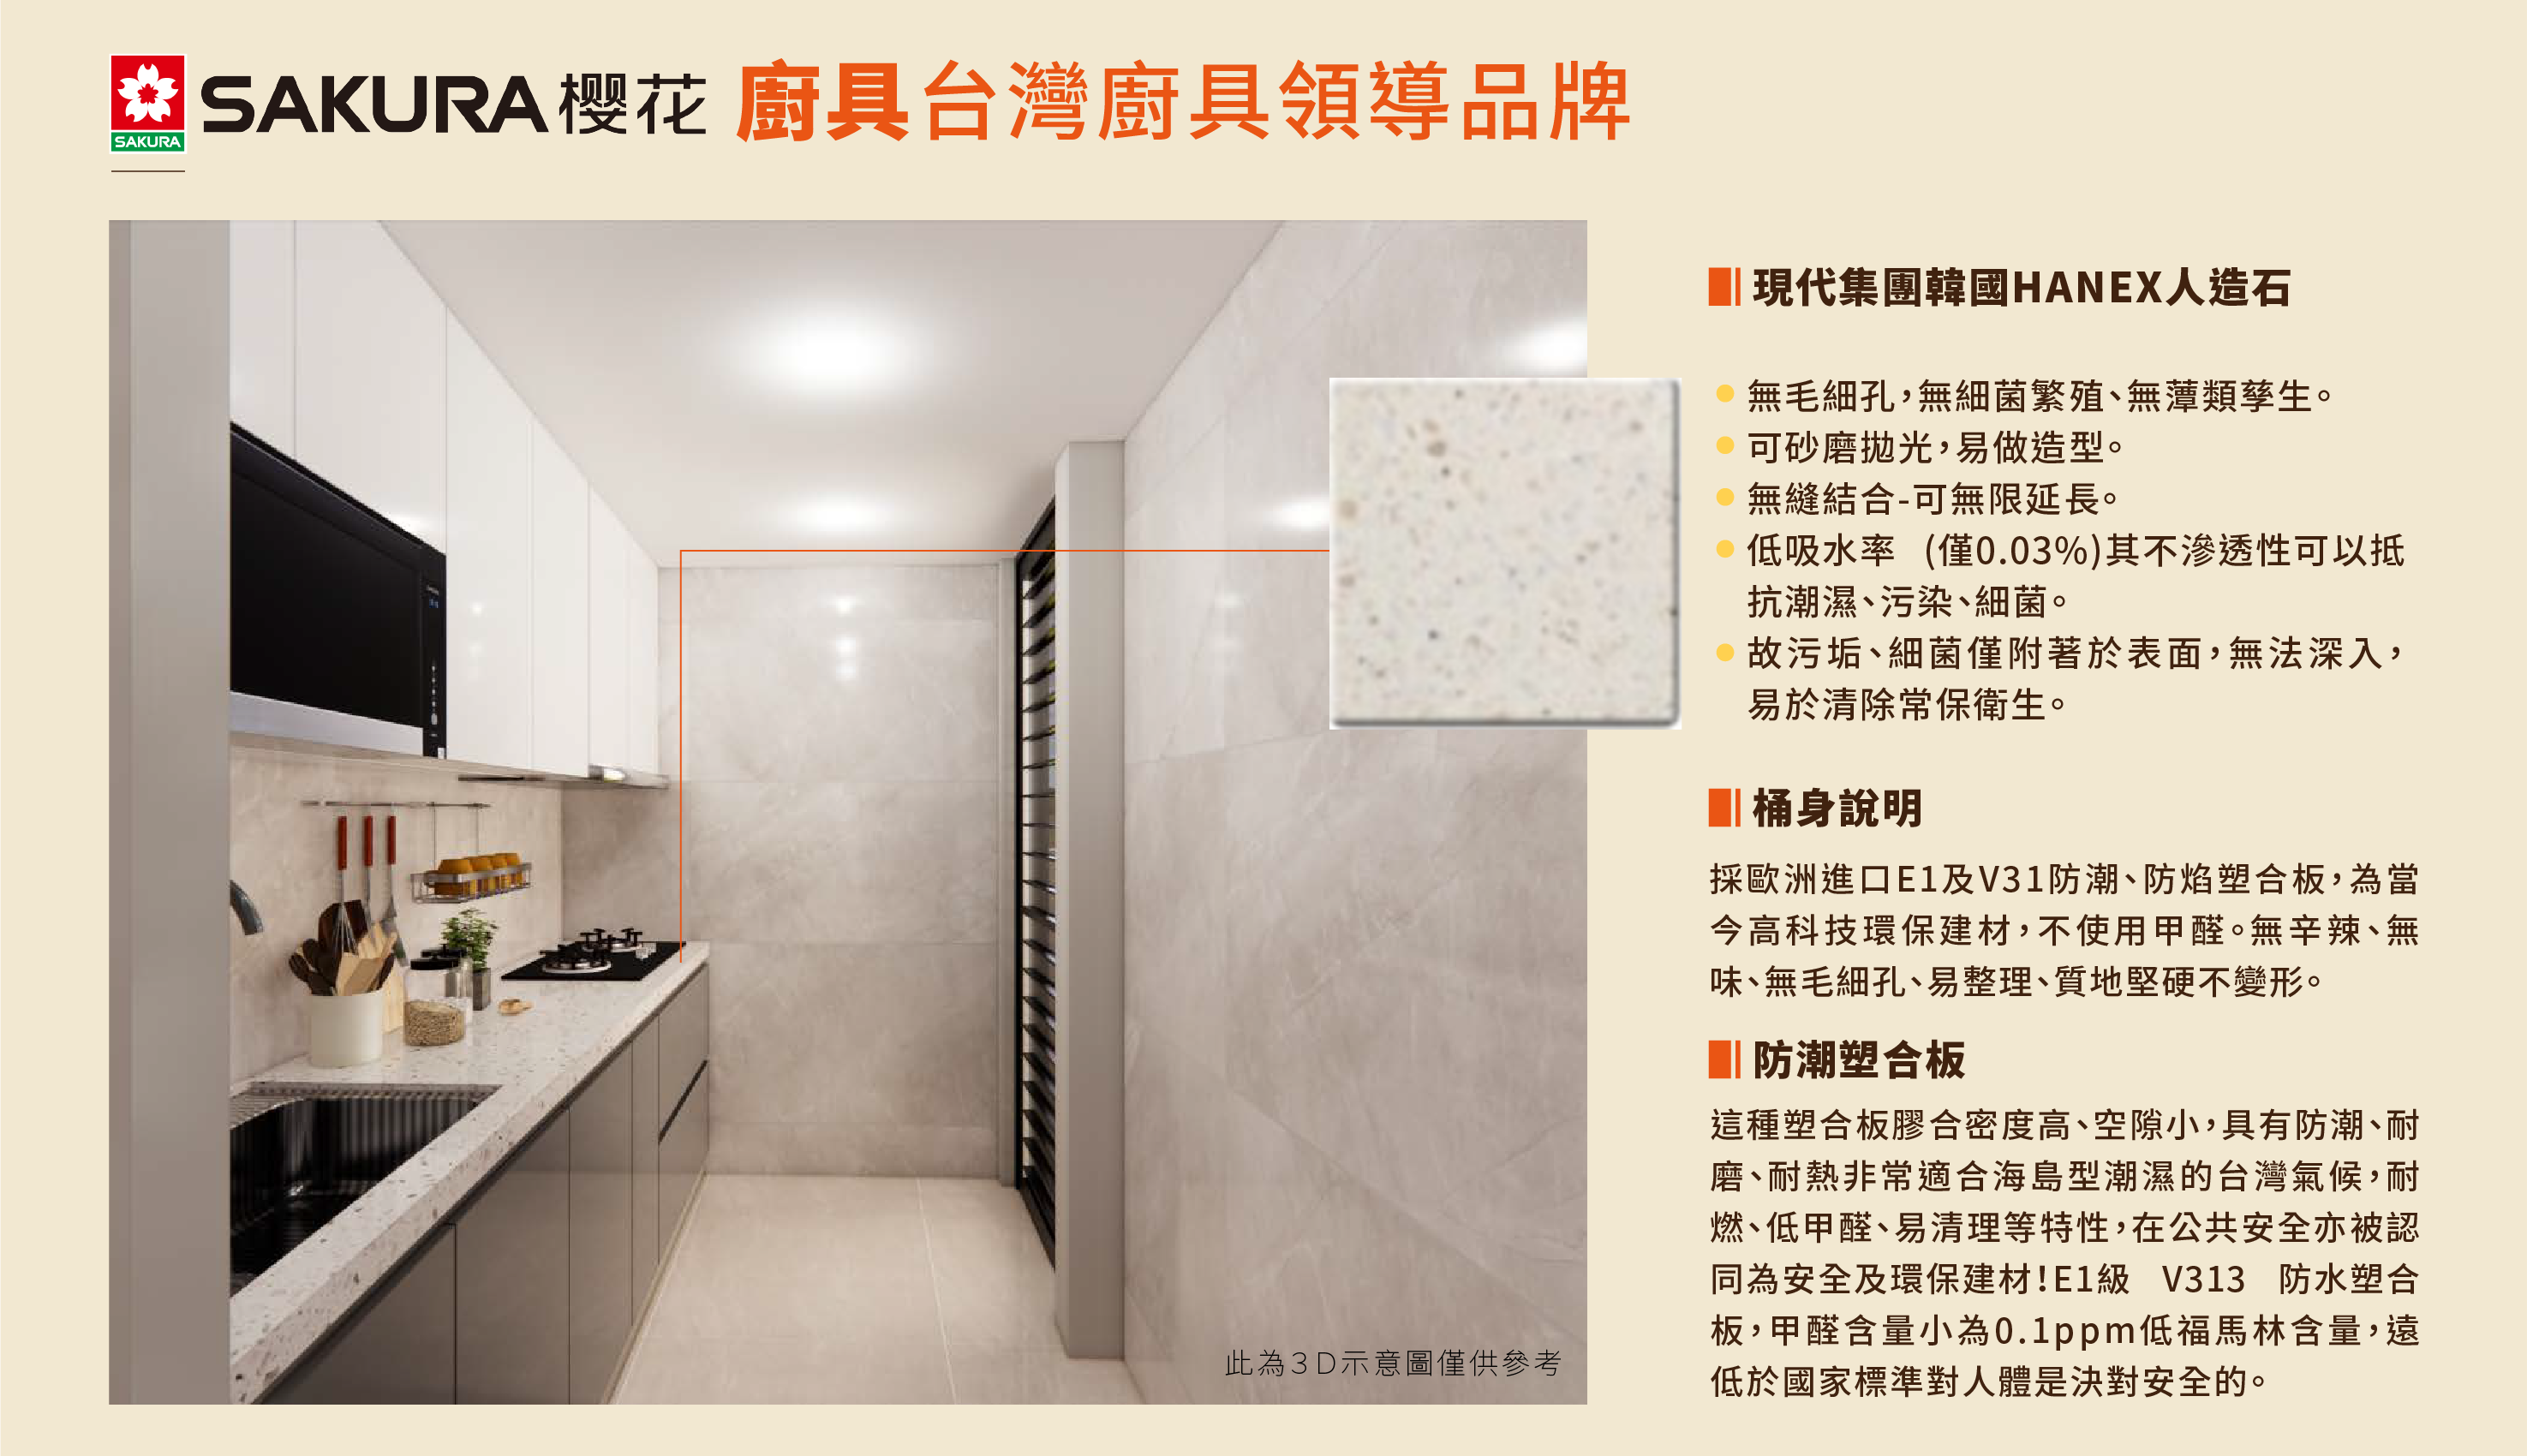 SAKURA
SAKURA櫻花 廚具台灣廚具領導品牌
現代集團韓國HANEX人造石
無毛細孔，無細菌繁殖、無薄類孳生。
可砂磨拋光，易做造型。
無縫結合-可無限延長。
低吸水率 (僅0.03%)其不滲透性可以抵
抗潮濕、污染、細菌。
故污垢、細菌僅附著於表面，無法深入，
易於清除常保衛生。
桶身說明
採歐洲進口E1及V31防潮、防焰塑合板，為當
今高科技環保建材，不使用甲醛。無辛辣、無
味、無毛細孔、易整理、質地堅硬不變形。
防潮塑合板
這種塑合板膠合密度高、空隙小，具有防潮、耐
磨、耐熱非常適合海島型潮濕的台灣氣候，耐
燃、低甲醛、易清理等特性，在公共安全亦被認
同為安全及環保建材！E1級 V313 防水塑合
板，甲醛含量小為0.1ppm低福馬林含量，遠
低於國家標準對人體是決對安全的。
此為3D示意圖僅供參考